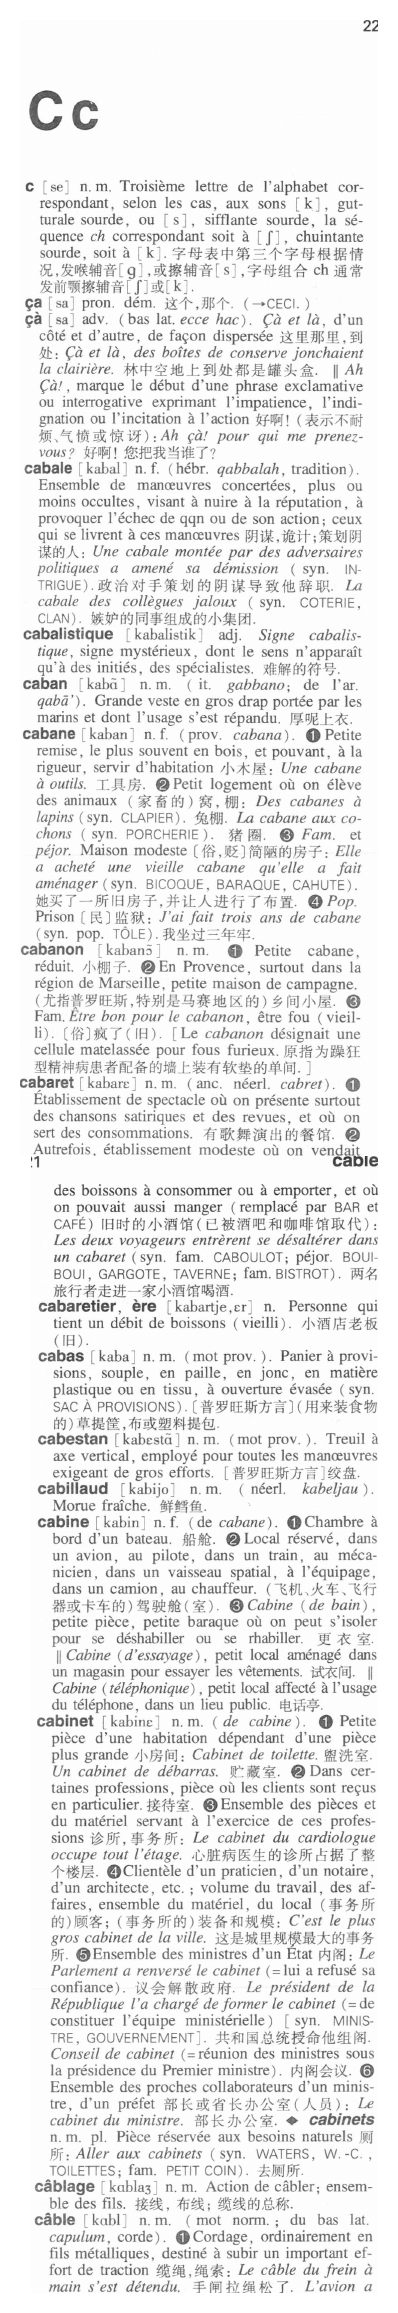 22
C c
c [se] n. m. Troisième lettre de l'alphabet cor-
respondant, selon les cas, aux sons [k], gut-
turale sourde, ou [s], sifflante sourde, la sé-
quence ch correspondant soit à [ʃ], chuintante
sourde, soit à [k]. 字母表中第三个字母根据情
况,发喉辅音[g],或擦辅音[s],字母组合 ch 通常
发前颚擦辅音[ʃ]或[k].
ça [sa] pron. dém. 这个,那个. (→CECI.)
çà [sa] adv. (bas lat. ecce hac). Çà et là, d'un
côté et d'autre, de façon dispersée 这里那里,到
处: Çà et là, des boîtes de conserve jonchaient
la clairière. 林中空地上到处都是罐头盒. ‖ Ah
Çà!, marque le début d'une phrase exclamative
ou interrogative exprimant l'impatience, l'indi-
gnation ou l'incitation à l'action 好啊! (表示不耐
烦、气愤或惊讶): Ah çà! pour qui me prenez-
vous? 好啊! 您把我当谁了?
cabale [kabal] n. f. (hébr. qabbalah, tradition).
Ensemble de manœuvres concertées, plus ou
moins occultes, visant à nuire à la réputation, à
provoquer l'échec de qqn ou de son action; ceux
qui se livrent à ces manœuvres 阴谋,诡计;策划阴
谋的人: Une cabale montée par des adversaires
politiques a amené sa démission (syn. IN-
TRIGUE). 政治对手策划的阴谋导致他辞职. La
cabale des collègues jaloux (syn. COTERIE,
CLAN). 嫉妒的同事组成的小集团.
cabalistique [kabalistik] adj. Signe cabalis-
tique, signe mystérieux, dont le sens n'apparaît
qu'à des initiés, des spécialistes. 难解的符号.
caban [kabɑ̃] n. m. (it. gabbano; de l'ar.
qabā'). Grande veste en gros drap portée par les
marins et dont l'usage s'est répandu. 厚呢上衣.
cabane [kaban] n. f. (prov. cabana). ❶ Petite
remise, le plus souvent en bois, et pouvant, à la
rigueur, servir d'habitation 小木屋: Une cabane
à outils. 工具房. ❷ Petit logement où on élève
des animaux (家畜的)窝,棚: Des cabanes à
lapins (syn. CLAPIER). 兔棚. La cabane aux co-
chons (syn. PORCHERIE). 猪圈. ❸ Fam. et
péjor. Maison modeste 〔俗,贬〕简陋的房子: Elle
a acheté une vieille cabane qu'elle a fait
aménager (syn. BICOQUE, BARAQUE, CAHUTE).
她买了一所旧房子,并让人进行了布置. ❹ Pop.
Prison 〔民〕监狱: J'ai fait trois ans de cabane
(syn. pop. TÔLE). 我坐过三年牢.
cabanon [kabanɔ̃] n. m. ❶ Petite cabane,
réduit. 小棚子. ❷ En Provence, surtout dans la
région de Marseille, petite maison de campagne.
(尤指普罗旺斯,特别是马赛地区的)乡间小屋. ❸
Fam. Être bon pour le cabanon, être fou (vieil-
li). 〔俗〕疯了(旧). [Le cabanon désignait une
cellule matelassée pour fous furieux. 原指为躁狂
型精神病患者配备的墙上装有软垫的单间.]
cabaret [kabarɛ] n. m. (anc. néerl. cabret). ❶
Établissement de spectacle où on présente surtout
des chansons satiriques et des revues, et où on
sert des consommations. 有歌舞演出的餐馆. ❷
Autrefois, établissement modeste où on vendait
21 câble
des boissons à consommer ou à emporter, et où
on pouvait aussi manger (remplacé par BAR et
CAFÉ) 旧时的小酒馆(已被酒吧和咖啡馆取代):
Les deux voyageurs entrèrent se désaltérer dans
un cabaret (syn. fam. CABOULOT; péjor. BOUI-
BOUI, GARGOTE, TAVERNE; fam. BISTROT). 两名
旅行者走进一家小酒馆喝酒.
cabaretier, ère [kabartje, ɛr] n. Personne qui
tient un débit de boissons (vieilli). 小酒店老板
(旧).
cabas [kaba] n. m. (mot prov.). Panier à provi-
sions, souple, en paille, en jonc, en matière
plastique ou en tissu, à ouverture évasée (syn.
SAC À PROVISIONS). 〔普罗旺斯方言〕(用来装食物
的)草提筐,布或塑料提包.
cabestan [kabɛstɑ̃] n. m. (mot prov.). Treuil à
axe vertical, employé pour toutes les manœuvres
exigeant de gros efforts. 〔普罗旺斯方言〕绞盘.
cabillaud [kabijo] n. m. (néerl. kabeljau).
Morue fraîche. 鲜鳕鱼.
cabine [kabin] n. f. (de cabane). ❶ Chambre à
bord d'un bateau. 船舱. ❷ Local réservé, dans
un avion, au pilote, dans un train, au méca-
nicien, dans un vaisseau spatial, à l'équipage,
dans un camion, au chauffeur. (飞机、火车、飞行
器或卡车的)驾驶舱(室). ❸ Cabine (de bain),
petite pièce, petite baraque où on peut s'isoler
pour se déshabiller ou se rhabiller. 更衣室.
‖ Cabine (d'essayage), petit local aménagé dans
un magasin pour essayer les vêtements. 试衣间. ‖
Cabine (téléphonique), petit local affecté à l'usage
du téléphone, dans un lieu public. 电话亭.
cabinet [kabinɛ] n. m. (de cabine). ❶ Petite
pièce d'une habitation dépendant d'une pièce
plus grande 小房间: Cabinet de toilette. 盥洗室.
Un cabinet de débarras. 贮藏室. ❷ Dans cer-
taines professions, pièce où les clients sont reçus
en particulier. 接待室. ❸ Ensemble des pièces et
du matériel servant à l'exercice de ces profes-
sions 诊所,事务所: Le cabinet du cardiologue
occupe tout l'étage. 心脏病医生的诊所占据了整
个楼层. ❹ Clientèle d'un praticien, d'un notaire,
d'un architecte, etc.; volume du travail, des af-
faires, ensemble du matériel, du local (事务所
的)顾客; (事务所的)装备和规模: C'est le plus
gros cabinet de la ville. 这是城里规模最大的事务
所. ❺ Ensemble des ministres d'un État 内阁: Le
Parlement a renversé le cabinet (= lui a refusé sa
confiance). 议会解散政府. Le président de la
République l'a chargé de former le cabinet (= de
constituer l'équipe ministérielle) [syn. MINIS-
TRE, GOUVERNEMENT]. 共和国总统授命他组阁.
Conseil de cabinet (= réunion des ministres sous
la présidence du Premier ministre). 内阁会议. ❻
Ensemble des proches collaborateurs d'un minis-
tre, d'un préfet 部长或省长办公室(人员): Le
cabinet du ministre. 部长办公室. ◆ cabinets
n. m. pl. Pièce réservée aux besoins naturels 厕
所: Aller aux cabinets (syn. WATERS, W.-C.,
TOILETTES; fam. PETIT COIN). 去厕所.
câblage [kɑblaʒ] n. m. Action de câbler; ensem-
ble des fils. 接线, 布线; 缆线的总称.
câble [kɑbl] n. m. (mot norm.; du bas lat.
capulum, corde). ❶ Cordage, ordinairement en
fils métalliques, destiné à subir un important ef-
fort de traction 缆绳,绳索: Le câble du frein à
main s'est détendu. 手闸拉绳松了. L'avion a